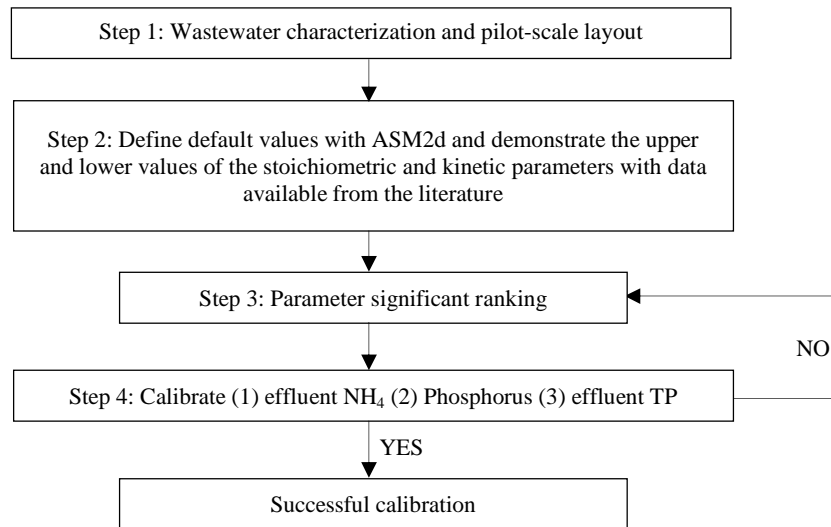 Step 1: Wastewater characterization and pilot-scale layout
Step 2: Define default values with ASM2d and demonstrate the upper
and lower values of the stoichiometric and kinetic parameters with data
available from the literature
Step 3: Parameter significant ranking
NO
Step 4: Calibrate (1) effluent NH₄ (2) Phosphorus (3) effluent TP
YES
Successful calibration